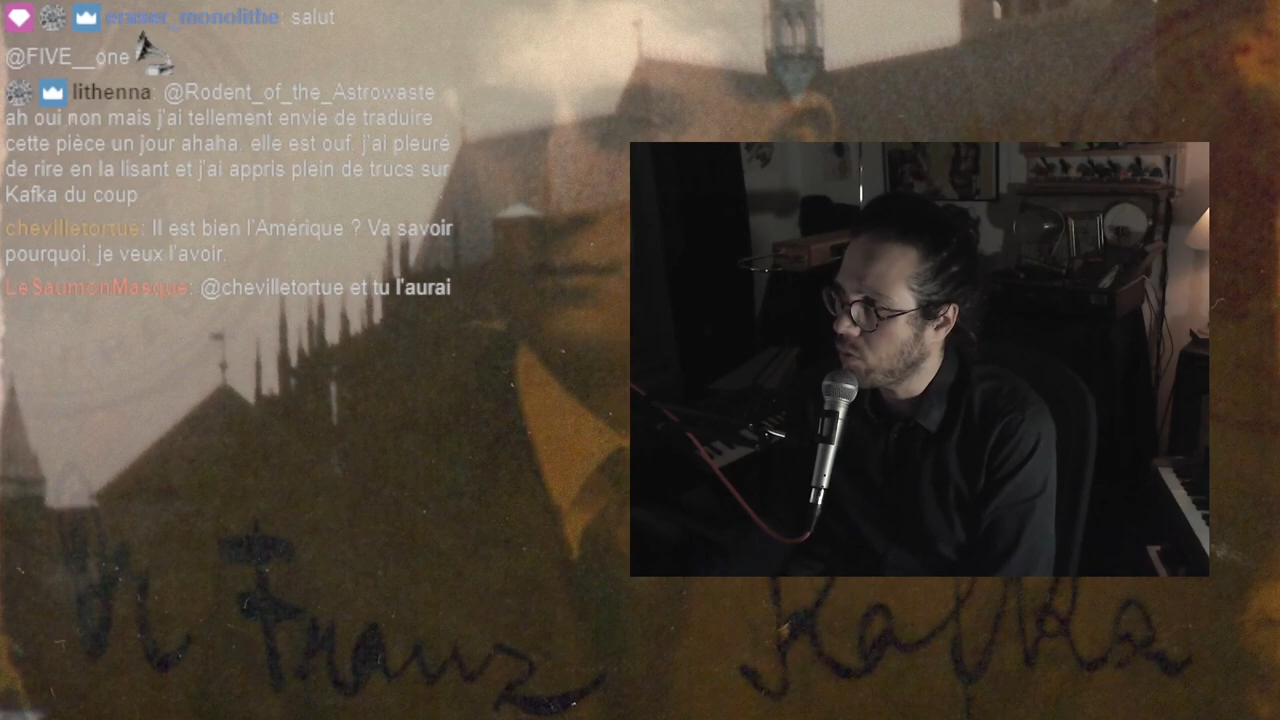 eraser_monolithe: salut
@FIVE__one
lithenna: @Rodent_of_the_Astrowaste
ah oui non mais j'ai tellement envie de traduire
cette pièce un jour ahaha. elle est ouf. j'ai pleuré
de rire en la lisant et j'ai appris plein de trucs sur
Kafka du coup
chevilletortue: Il est bien l'Amérique ? Va savoir
pourquoi, je veux l'avoir.
LeSaumonMasque: @chevilletortue et tu l'aurai
Franz Kafka